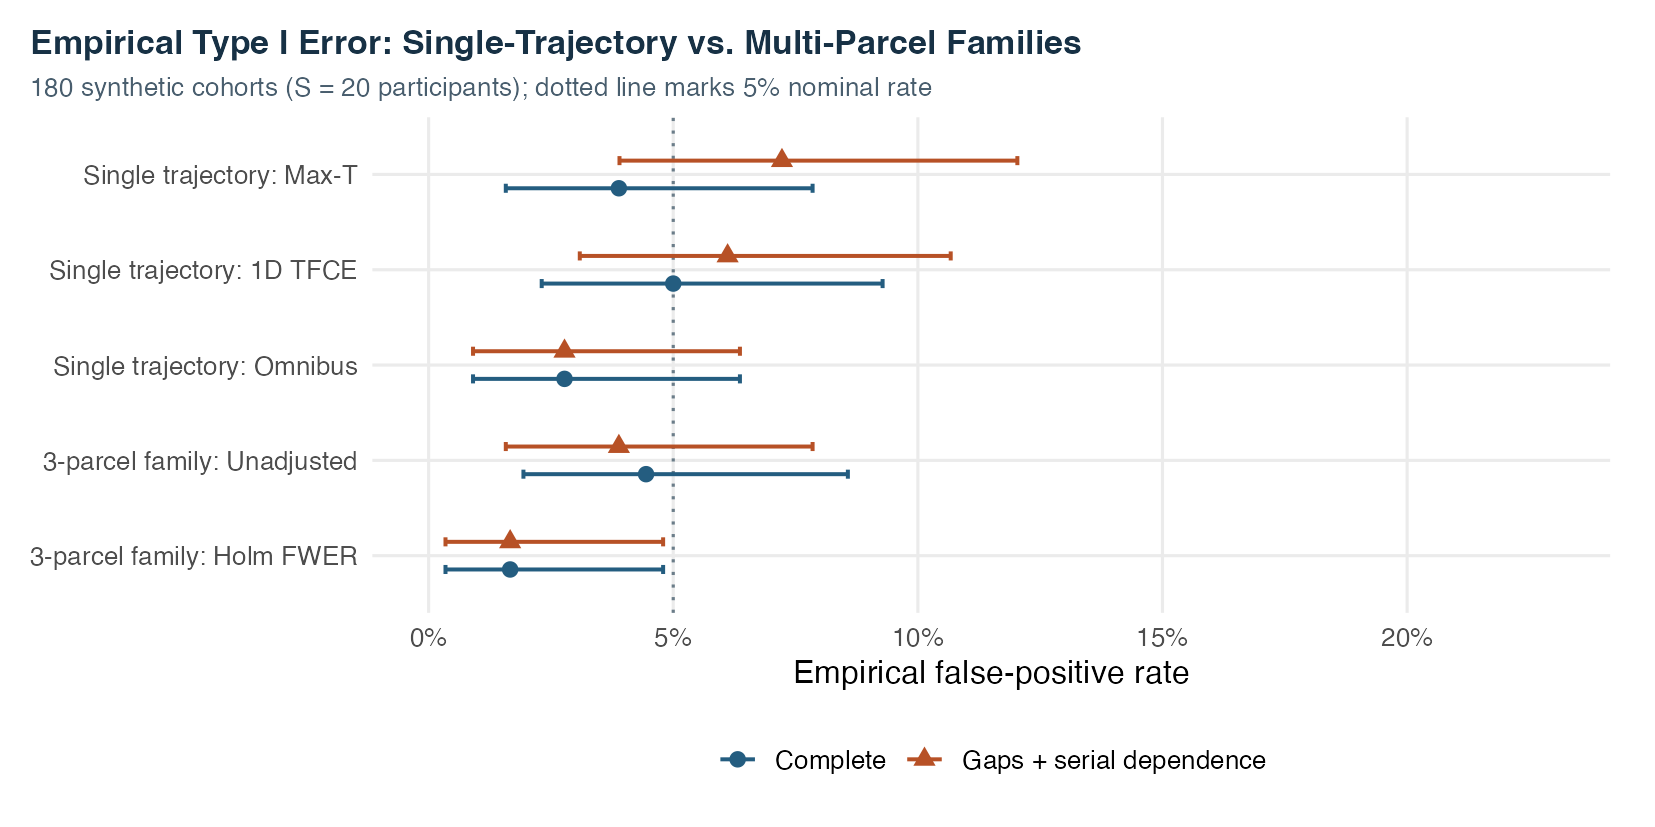 Empirical Type I Error: Single-Trajectory vs. Multi-Parcel Families
180 synthetic cohorts (S = 20 participants); dotted line marks 5% nominal rate
Single trajectory: Max-T
Single trajectory: 1D TFCE
Single trajectory: Omnibus
3-parcel family: Unadjusted
3-parcel family: Holm FWER
0% 5% 10% 15% 20%
Empirical false-positive rate
Complete Gaps + serial dependence